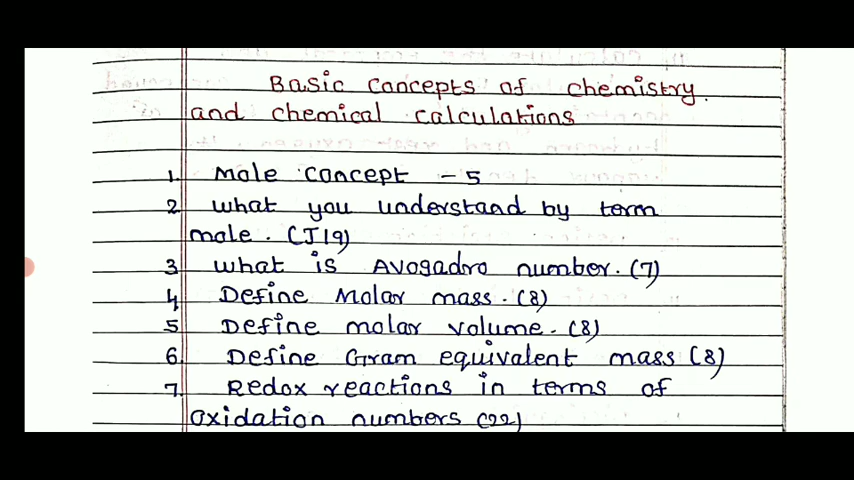 Basic concepts of chemistry.
and chemical calculations
1. Mole concept - 5
2 what you understand by term
mole. (J19)
3 What is Avogadro number. (7)
4 Define Molar mass. (8)
5 Define molar volume. (8)
6. Define Gram equivalent mass (8)
7. Redox reactions in terms of
oxidation numbers (22)